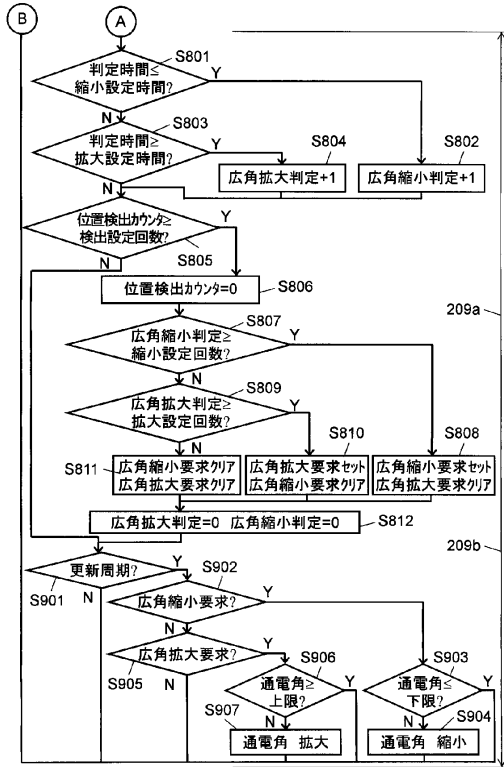 B
A
S801
判定時間≦
縮小設定時間?
Y
N
S803
判定時間≧
拡大設定時間?
Y
N
S804
広角拡大判定+1
S802
広角縮小判定+1
位置検出カウンタ≧
検出設定回数?
Y
N
S805
位置検出カウンタ=0
S806
S807
広角縮小判定≧
縮小設定回数?
Y
N
S809
広角拡大判定≧
拡大設定回数?
Y
N
S811
広角縮小要求クリア
広角拡大要求クリア
S810
広角拡大要求セット
広角縮小要求クリア
S808
広角縮小要求セット
広角拡大要求クリア
広角拡大判定=0 広角縮小判定=0
S812
209a
209b
更新周期?
Y
N
S901
S902
広角縮小要求?
Y
N
広角拡大要求?
Y
N
S905
S906
通電角≧
上限?
Y
N
S907
通電角 拡大
S903
通電角≦
下限?
Y
N
S904
通電角 縮小